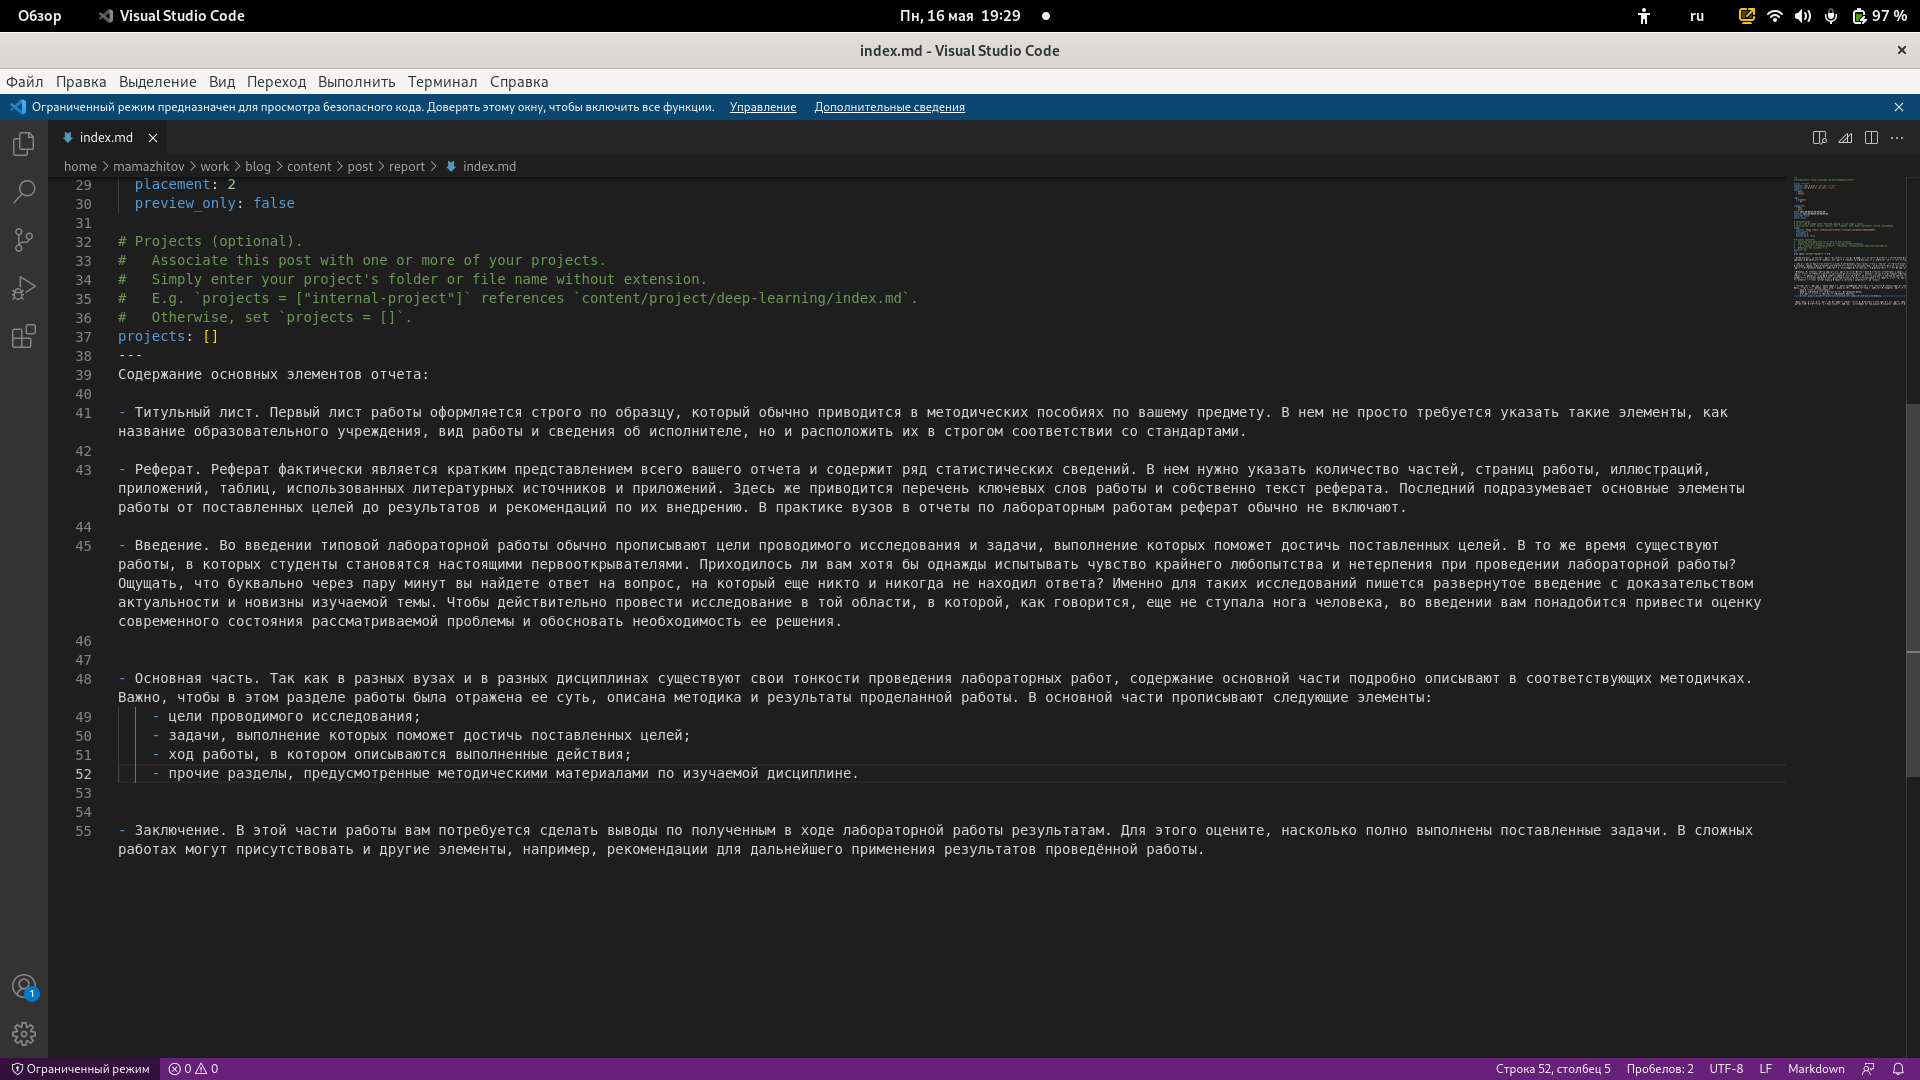 Обзор Visual Studio Code Пн, 16 мая 19:29 ru 97 %
index.md - Visual Studio Code
Файл Правка Выделение Вид Переход Выполнить Терминал Справка
Ограниченный режим предназначен для просмотра безопасного кода. Доверять этому окну, чтобы включить все функции. Управление Дополнительные сведения
index.md
home > mamazhitov > work > blog > content > post > report > index.md
29 placement: 2
30 preview_only: false
31
32 # Projects (optional).
33 #   Associate this post with one or more of your projects.
34 #   Simply enter your project's folder or file name without extension.
35 #   E.g. `projects = ["internal-project"]` references `content/project/deep-learning/index.md`.
36 #   Otherwise, set `projects = []`.
37 projects: []
38 ---
39 Содержание основных элементов отчета:
40
41 - Титульный лист. Первый лист работы оформляется строго по образцу, который обычно приводится в методических пособиях по вашему предмету. В нем не просто требуется указать такие элементы, как
название образовательного учреждения, вид работы и сведения об исполнителе, но и расположить их в строгом соответствии со стандартами.
42
43 - Реферат. Реферат фактически является кратким представлением всего вашего отчета и содержит ряд статистических сведений. В нем нужно указать количество частей, страниц работы, иллюстраций,
приложений, таблиц, использованных литературных источников и приложений. Здесь же приводится перечень ключевых слов работы и собственно текст реферата. Последний подразумевает основные элементы
работы от поставленных целей до результатов и рекомендаций по их внедрению. В практике вузов в отчеты по лабораторным работам реферат обычно не включают.
44
45 - Введение. Во введении типовой лабораторной работы обычно прописывают цели проводимого исследования и задачи, выполнение которых поможет достичь поставленных целей. В то же время существуют
работы, в которых студенты становятся настоящими первооткрывателями. Приходилось ли вам хотя бы однажды испытывать чувство крайнего любопытства и нетерпения при проведении лабораторной работы?
Ощущать, что буквально через пару минут вы найдете ответ на вопрос, на который еще никто и никогда не находил ответа? Именно для таких исследований пишется развернутое введение с доказательством
актуальности и новизны изучаемой темы. Чтобы действительно провести исследование в той области, в которой, как говорится, еще не ступала нога человека, во введении вам понадобится привести оценку
современного состояния рассматриваемой проблемы и обосновать необходимость ее решения.
46
47
48 - Основная часть. Так как в разных вузах и в разных дисциплинах существуют свои тонкости проведения лабораторных работ, содержание основной части подробно описывают в соответствующих методичках.
Важно, чтобы в этом разделе работы была отражена ее суть, описана методика и результаты проделанной работы. В основной части прописывают следующие элементы:
49 - цели проводимого исследования;
50 - задачи, выполнение которых поможет достичь поставленных целей;
51 - ход работы, в котором описываются выполненные действия;
52 - прочие разделы, предусмотренные методическими материалами по изучаемой дисциплине.
53
54
55 - Заключение. В этой части работы вам потребуется сделать выводы по полученным в ходе лабораторной работы результатам. Для этого оцените, насколько полно выполнены поставленные задачи. В сложных
работах могут присутствовать и другие элементы, например, рекомендации для дальнейшего применения результатов проведённой работы.
1
Ограниченный режим 0 0 Строка 52, столбец 5 Пробелов: 2 UTF-8 LF Markdown